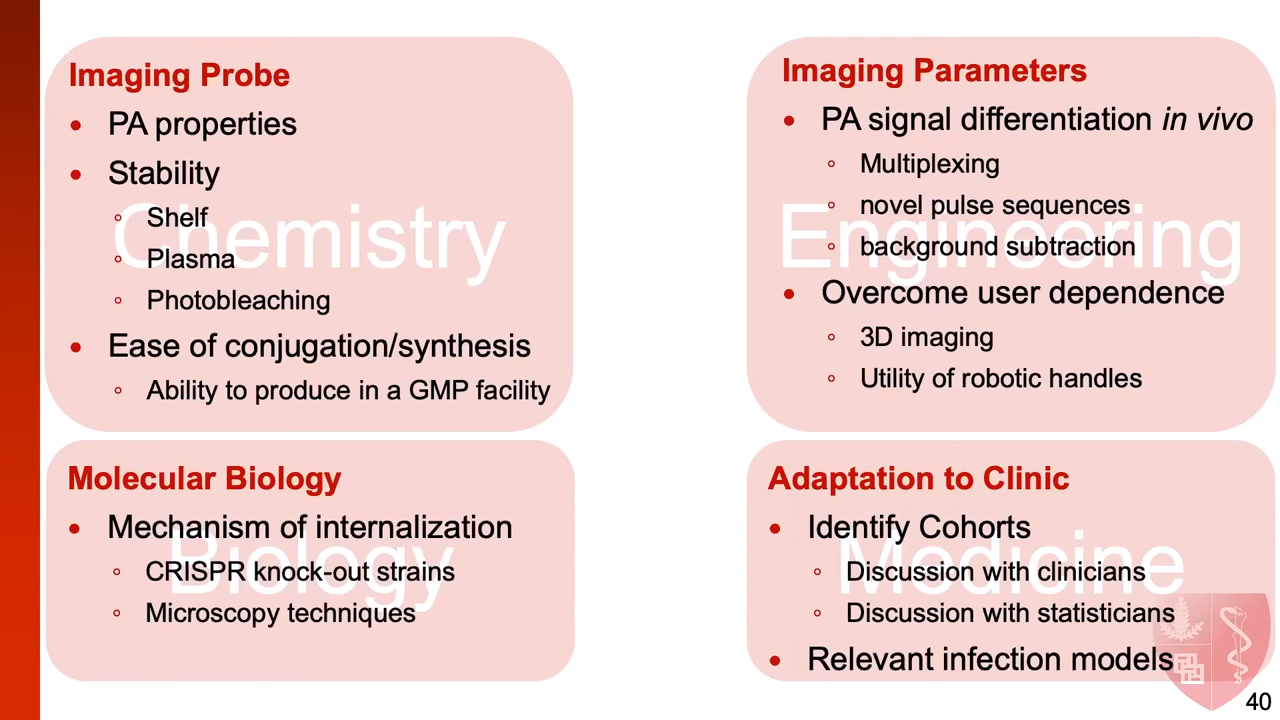 Imaging Probe
• PA properties
• Stability
◦ Shelf
◦ Plasma
◦ Photobleaching
• Ease of conjugation/synthesis
◦ Ability to produce in a GMP facility
Chemistry
Imaging Parameters
• PA signal differentiation in vivo
◦ Multiplexing
◦ novel pulse sequences
◦ background subtraction
• Overcome user dependence
◦ 3D imaging
◦ Utility of robotic handles
Engineering
Molecular Biology
• Mechanism of internalization
◦ CRISPR knock-out strains
◦ Microscopy techniques
Biology
Adaptation to Clinic
• Identify Cohorts
◦ Discussion with clinicians
◦ Discussion with statisticians
• Relevant infection models
Medicine
40